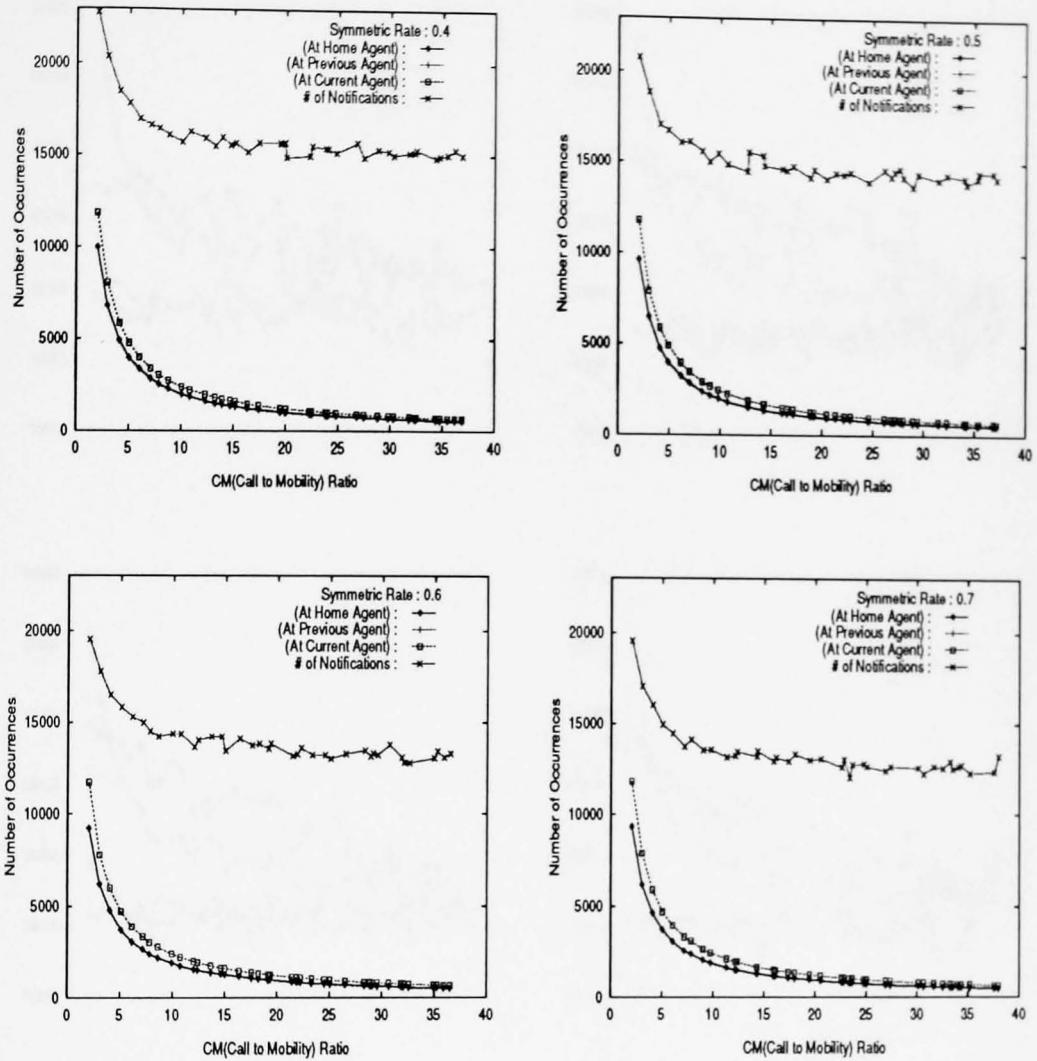 Symmetric Rate : 0.4
(At Home Agent) :
(At Previous Agent) :
(At Current Agent) :
# of Notifications :
Number of Occurrences
20000
15000
10000
5000
0
0 5 10 15 20 25 30 35 40
CM(Call to Mobility) Ratio
Symmetric Rate : 0.5
(At Home Agent) :
(At Previous Agent) :
(At Current Agent) :
# of Notifications :
Number of Occurrences
20000
15000
10000
5000
0
0 5 10 15 20 25 30 35 40
CM(Call to Mobility) Ratio
Symmetric Rate : 0.6
(At Home Agent) :
(At Previous Agent) :
(At Current Agent) :
# of Notifications :
Number of Occurrences
20000
15000
10000
5000
0
0 5 10 15 20 25 30 35 40
CM(Call to Mobility) Ratio
Symmetric Rate : 0.7
(At Home Agent) :
(At Previous Agent) :
(At Current Agent) :
# of Notifications :
Number of Occurrences
20000
15000
10000
5000
0
0 5 10 15 20 25 30 35 40
CM(Call to Mobility) Ratio